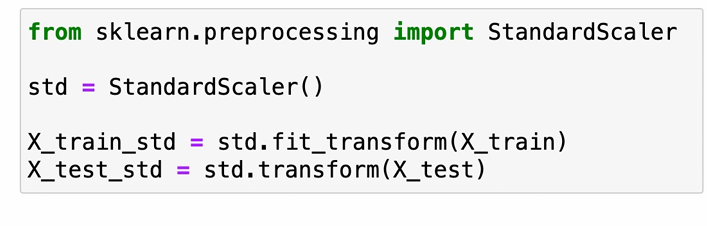 from sklearn.preprocessing import StandardScaler
std = StandardScaler()
X_train_std = std.fit_transform(X_train)
X_test_std = std.transform(X_test)